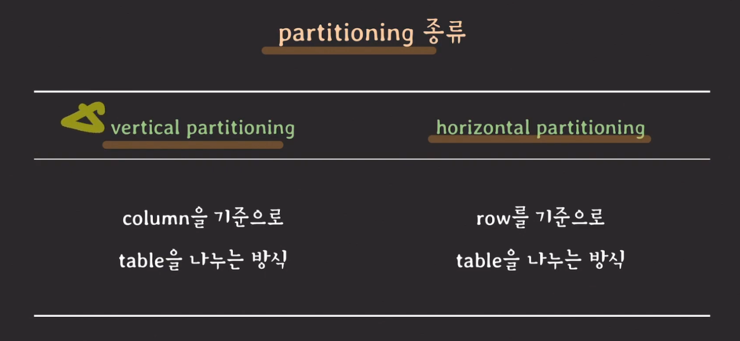 partitioning 종류
vertical partitioning
horizontal partitioning
column을 기준으로
table을 나누는 방식
row를 기준으로
table을 나누는 방식